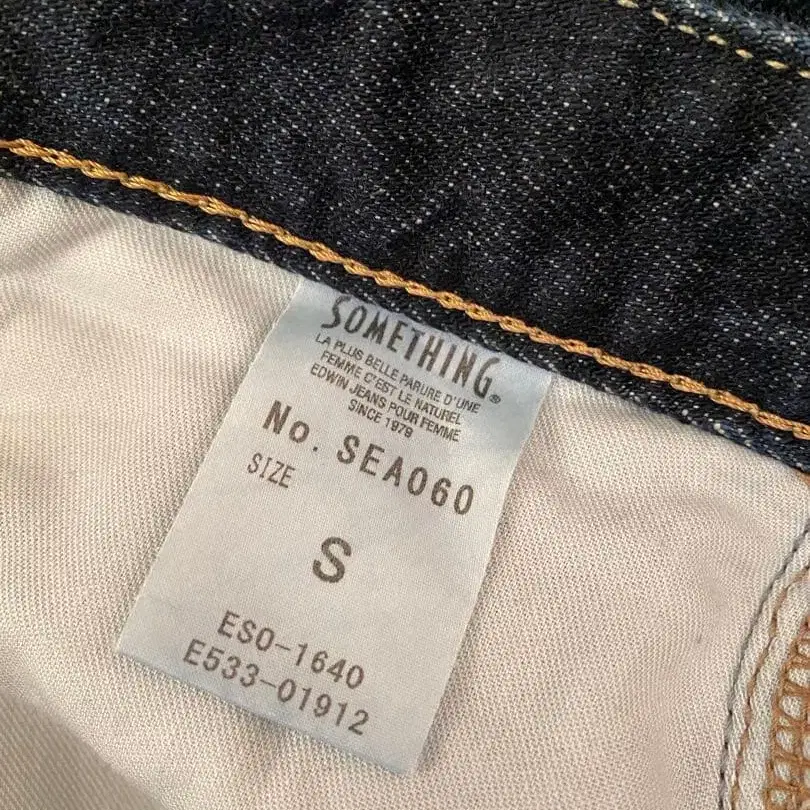 SOMETHING®
LA PLUS BELLE PARURE D'UNE
FEMME C'EST LE NATUREL
EDWIN JEANS POUR FEMME
SINCE 1979
No. SEA060
SIZE
S
ESO-1640
E533-01912